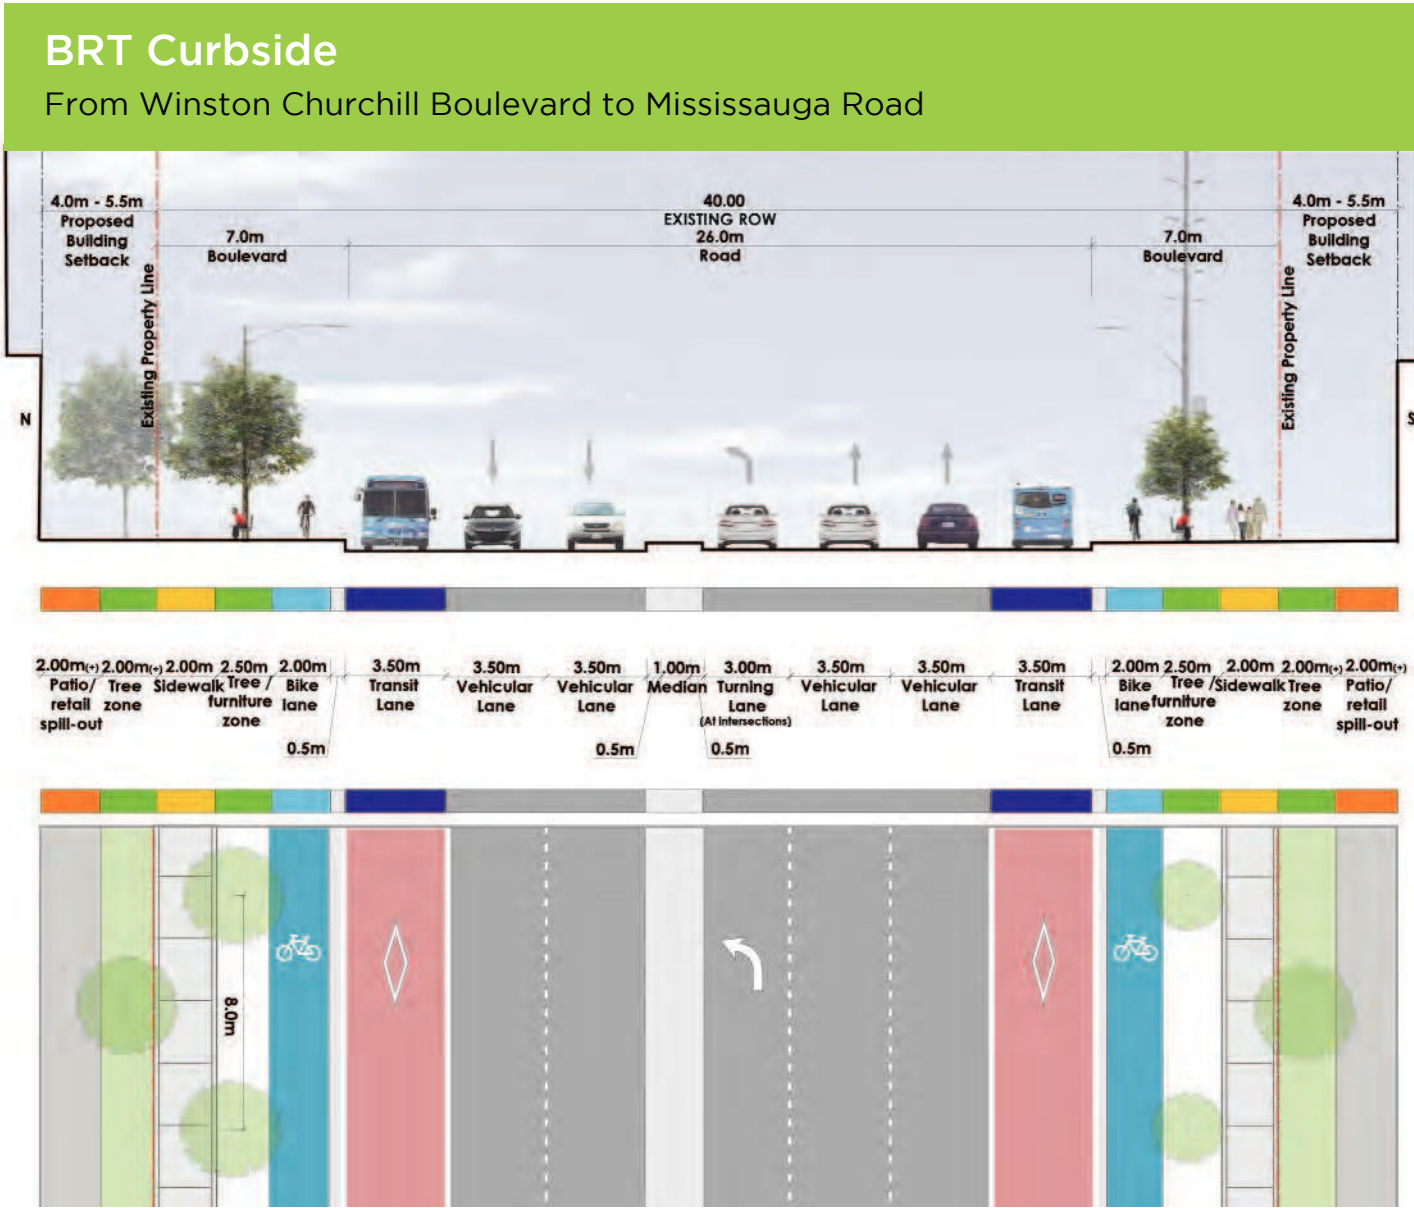 BRT Curbside
From Winston Churchill Boulevard to Mississauga Road
4.0m - 5.5m
Proposed
Building
Setback
Existing Property Line
7.0m
Boulevard
40.00
EXISTING ROW
26.0m
Road
7.0m
Boulevard
Existing Property Line
4.0m - 5.5m
Proposed
Building
Setback
N
S
2.00m(+)
Patio/
retail
spill-out
2.00m(+)
Tree
zone
2.00m
Sidewalk
2.50m
Tree /
furniture
zone
2.00m
Bike
lane
0.5m
3.50m
Transit
Lane
3.50m
Vehicular
Lane
3.50m
Vehicular
Lane
0.5m
1.00m
Median
0.5m
3.00m
Turning
Lane
(At intersections)
3.50m
Vehicular
Lane
3.50m
Vehicular
Lane
3.50m
Transit
Lane
0.5m
2.00m
Bike
lane
2.50m
Tree /
furniture
zone
2.00m
Sidewalk
2.00m(+)
Tree
zone
2.00m(+)
Patio/
retail
spill-out
8.0m